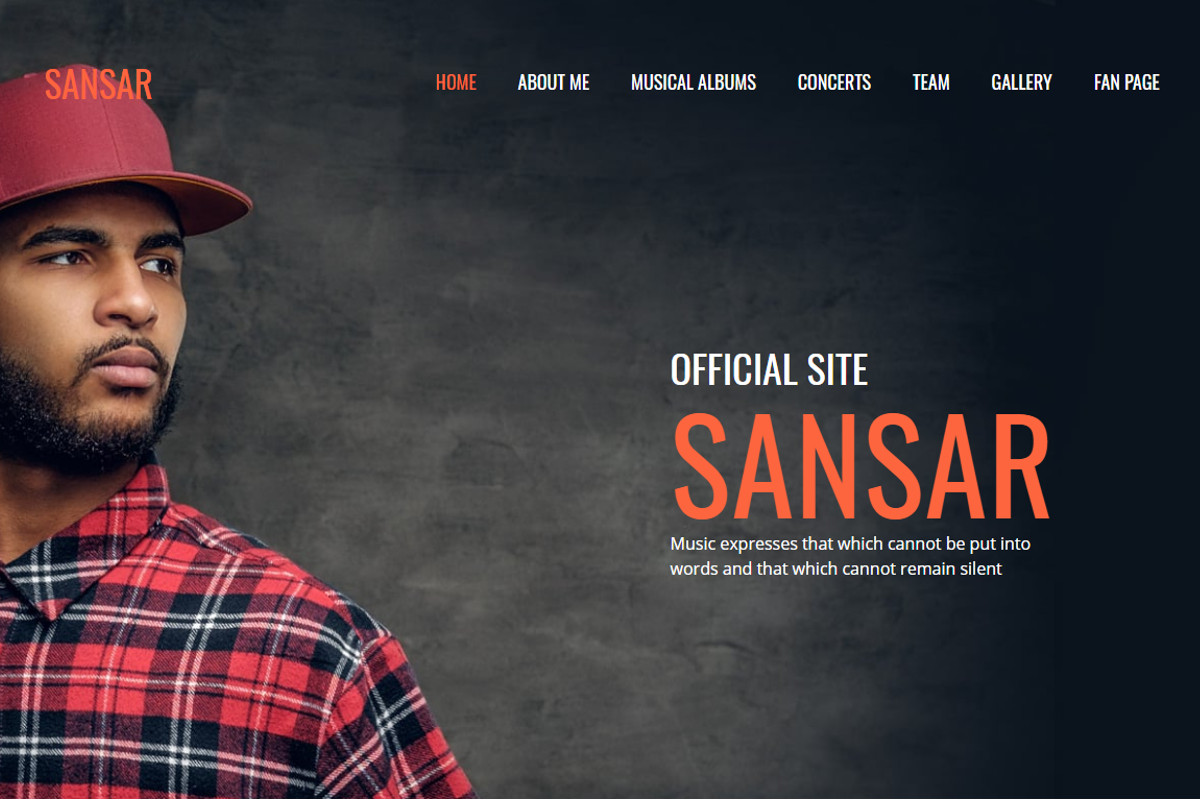 SANSAR
HOME ABOUT ME MUSICAL ALBUMS CONCERTS TEAM GALLERY FAN PAGE
OFFICIAL SITE
SANSAR
Music expresses that which cannot be put into
words and that which cannot remain silent